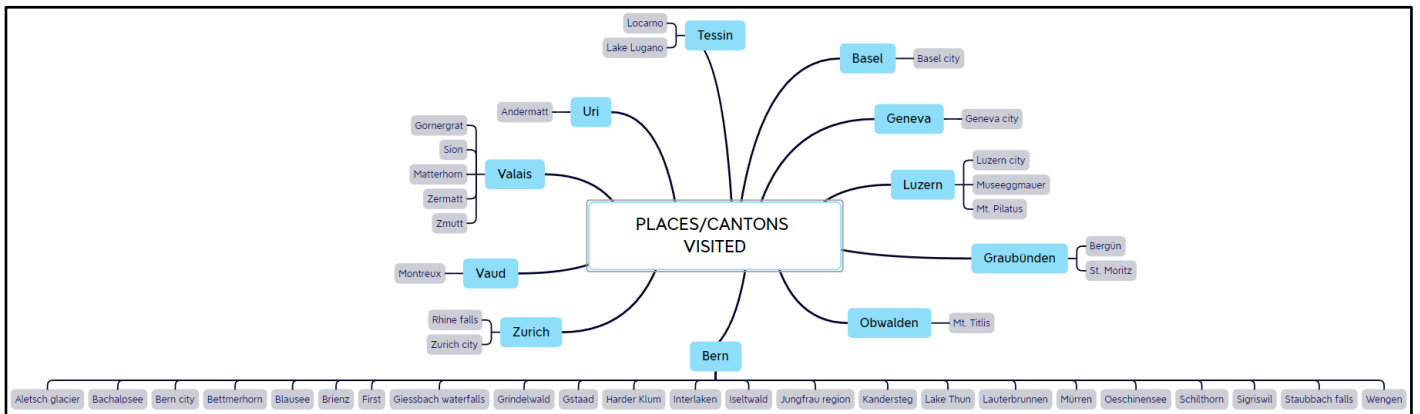 PLACES/CANTONS
VISITED
Tessin
Locarno
Lake Lugano
Basel
Basel city
Geneva
Geneva city
Luzern
Luzern city
Museeggmauer
Mt. Pilatus
Graubünden
Bergün
St. Moritz
Obwalden
Mt. Titlis
Bern
Aletsch glacier
Bachalpsee
Bern city
Bettmerhorn
Blausee
Brienz
First
Giessbach waterfalls
Grindelwald
Gstaad
Harder Klum
Interlaken
Iseltwald
Jungfrau region
Kandersteg
Lake Thun
Lauterbrunnen
Mürren
Oeschinensee
Schilthorn
Sigriswil
Staubbach falls
Wengen
Zurich
Rhine falls
Zurich city
Vaud
Montreux
Valais
Gornergrat
Sion
Matterhorn
Zermatt
Zmutt
Uri
Andermatt